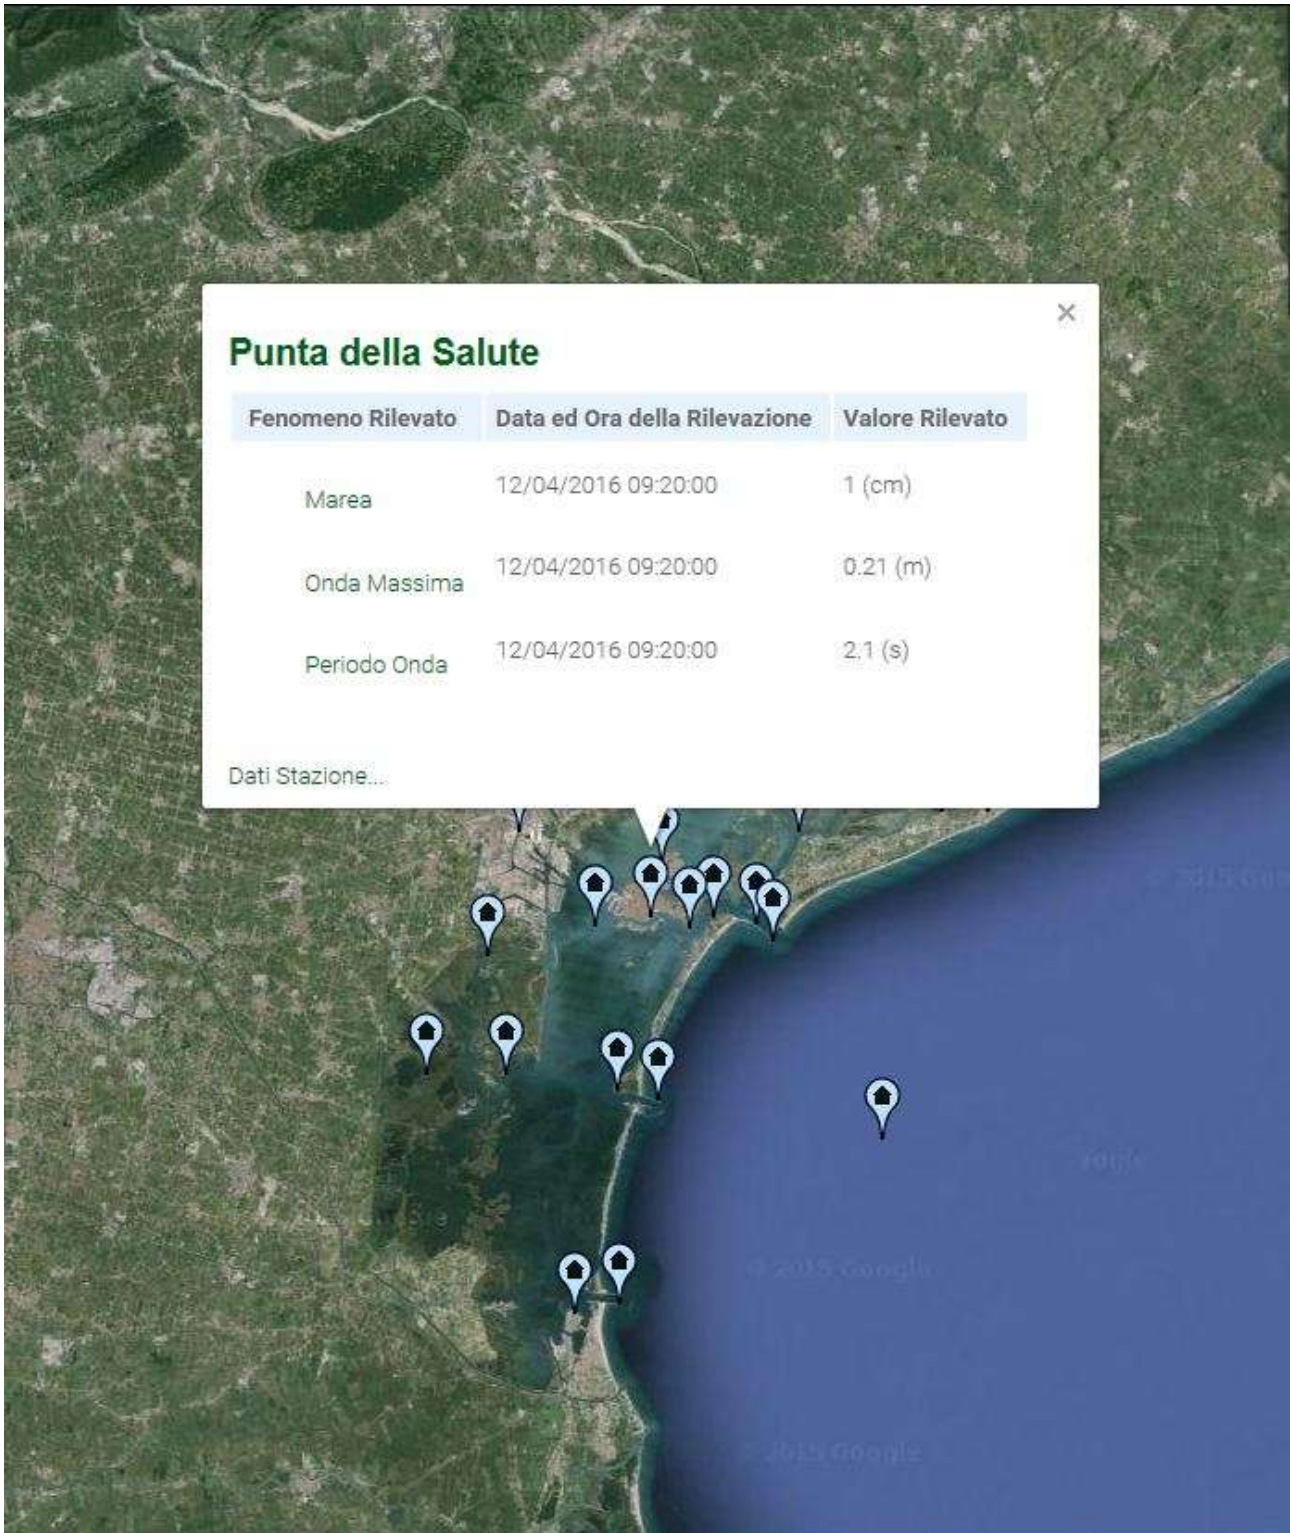 ×
Punta della Salute
Fenomeno Rilevato Data ed Ora della Rilevazione Valore Rilevato
Marea 12/04/2016 09:20:00 1 (cm)
Onda Massima 12/04/2016 09:20:00 0.21 (m)
Periodo Onda 12/04/2016 09:20:00 2.1 (s)
Dati Stazione...
© 2015 Google
© 2015 Google